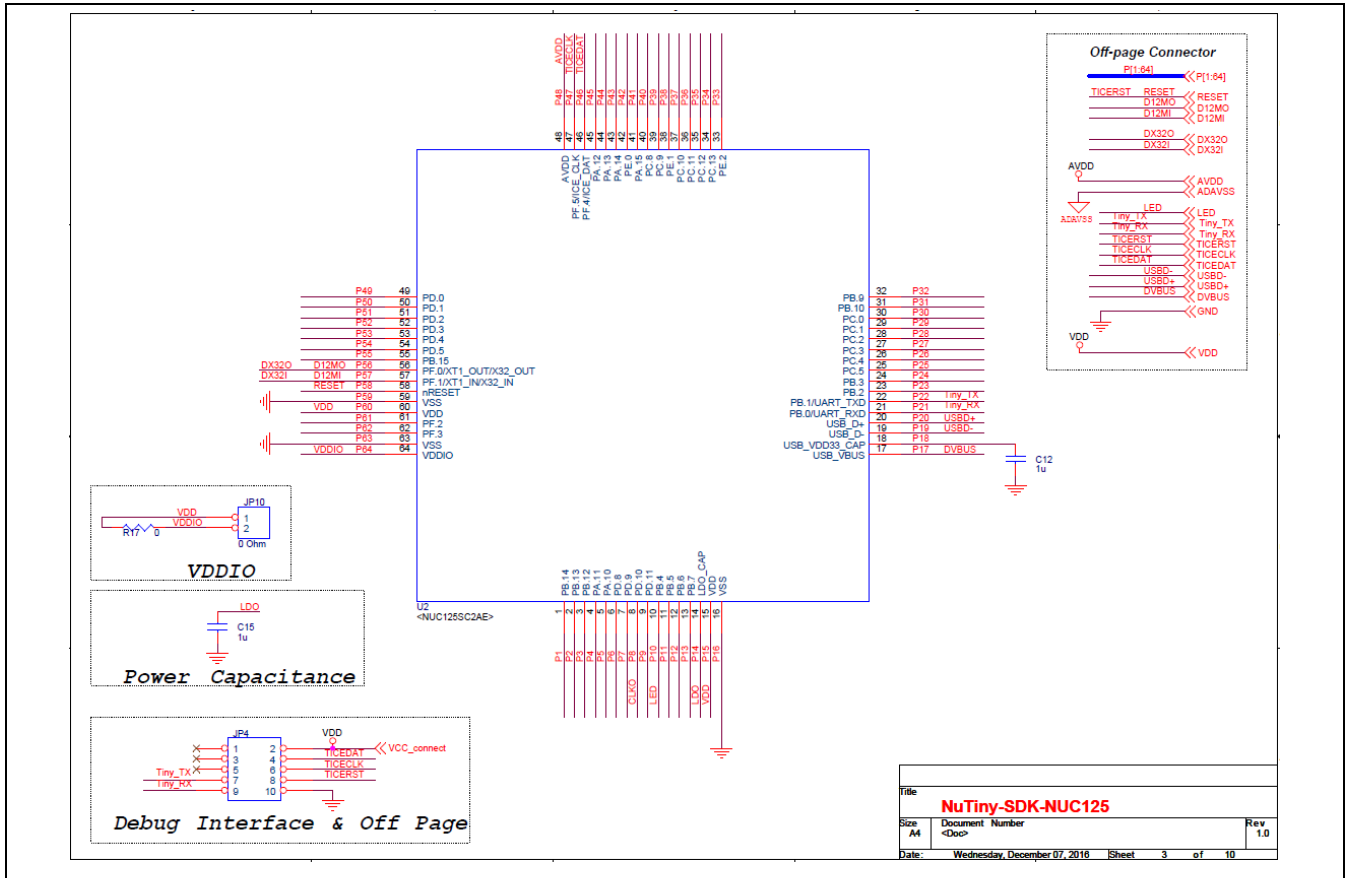 AVDD TICECLK TICEDAT
P48 P47 P46 P45 P44 P43 P42 P41 P40 P39 P38 P37 P36 P35 P34 P33
48 47 46 45 44 43 42 41 40 39 38 37 36 35 34 33
AVDD PF.5/ICE_CLK PF.4/ICE_DAT PA.12 PA.13 PA.14 PE.0 PA.15 PC.8 PC.9 PE.1 PC.10 PC.11 PC.12 PC.13 PE.2
Off-page Connector
P[1:64] P[1:64]
TICERST RESET RESET
D12MO D12MO
D12MI D12MI
DX32O DX32O
DX32I DX32I
AVDD
AVDD
ADAVSS
ADAVSS
LED LED
Tiny_TX Tiny_TX
Tiny_RX Tiny_RX
TICERST TICERST
TICECLK TICECLK
TICEDAT TICEDAT
USBD- USBD-
USBD+ USBD+
DVBUS DVBUS
GND
VDD
VDD
P49 49 PD.0
P50 50 PD.1
P51 51 PD.2
P52 52 PD.3
P53 53 PD.4
P54 54 PD.5
P55 55 PB.15
DX32O D12MO P56 56 PF.0/XT1_OUT/X32_OUT
DX32I D12MI P57 57 PF.1/XT1_IN/X32_IN
RESET P58 58 nRESET
P59 59 VSS
VDD P60 60 VDD
P61 61 PF.2
P62 62 PF.3
P63 63 VSS
VDDIO P64 64 VDDIO
PB.9 32 P32
PB.10 31 P31
PC.0 30 P30
PC.1 29 P29
PC.2 28 P28
PC.3 27 P27
PC.4 26 P26
PC.5 25 P25
PB.3 24 P24
PB.2 23 P23
PB.1/UART_TXD 22 P22 Tiny_TX
PB.0/UART_RXD 21 P21 Tiny_RX
USB_D+ 20 P20 USBD+
USB_D- 19 P19 USBD-
USB_VDD33_CAP 18 P18
USB_VBUS 17 P17 DVBUS
C12
1u
JP10
VDD 1
VDDIO 2
R17 0
0 Ohm
VDDIO
PB.14 PB.13 PB.12 PA.11 PA.10 PD.8 PD.9 PD.10 PD.11 PB.4 PB.5 PB.6 PB.7 LDO_CAP VDD VSS
U2
<NUC125SC2AE>
1 2 3 4 5 6 7 8 9 10 11 12 13 14 15 16
P1 P2 P3 P4 P5 P6 P7 P8 P9 P10 P11 P12 P13 P14 P15 P16
CLKO LED LDO VDD
LDO
C15
1u
Power Capacitance
JP4
VDD
1 2 VCC_connect
3 4 TICEDAT
5 6 TICECLK
Tiny_TX 7 8 TICERST
Tiny_RX 9 10
Debug Interface & Off Page
Title
NuTiny-SDK-NUC125
Size Document Number Rev
A4 <Doc> 1.0
Date: Wednesday, December 07, 2016 Sheet 3 of 10